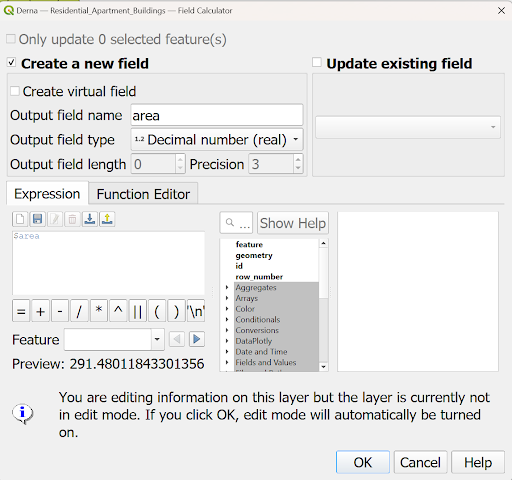 Derna — Residential_Apartment_Buildings — Field Calculator
Only update 0 selected feature(s)
Create a new field
Update existing field
Create virtual field
Output field name area
Output field type 1.2 Decimal number (real)
Output field length 0 Precision 3
Expression Function Editor
... Show Help
$area
feature
geometry
id
row_number
Aggregates
Arrays
Color
Conditionals
Conversions
DataPlotly
Date and Time
Fields and Values
= + - / * ^ || ( ) '\n'
Feature
Preview: 291.48011843301356
You are editing information on this layer but the layer is currently not
in edit mode. If you click OK, edit mode will automatically be turned
on.
OK Cancel Help